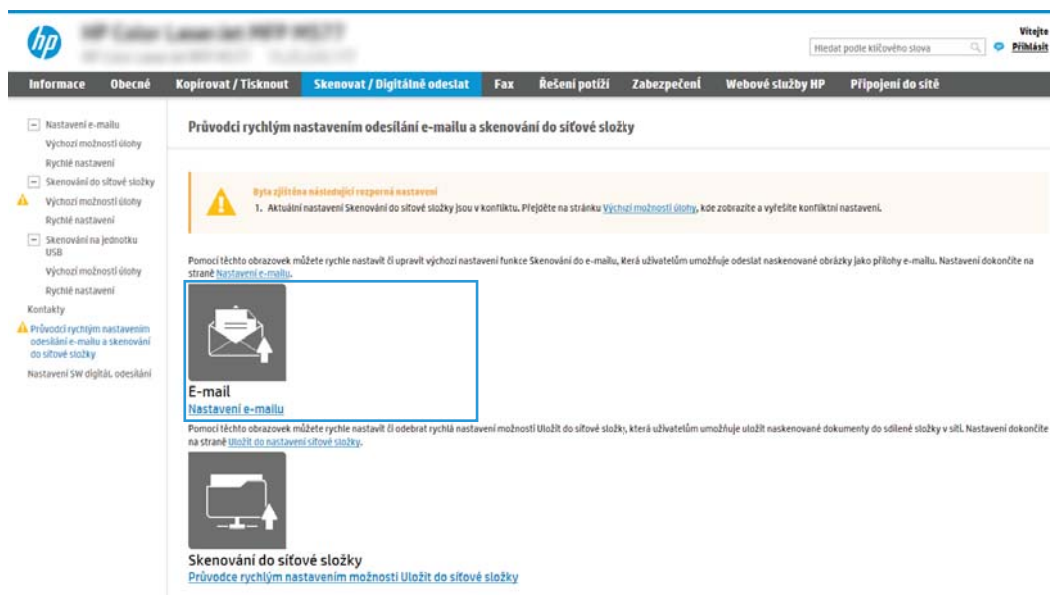 hp
Hledat podle klíčového slova
Vítejte
Přihlásit
Informace Obecné Kopírovat / Tisknout Skenovat / Digitálně odeslat Fax Řešení potíží Zabezpečení Webové služby HP Připojení do sítě
Nastavení e-mailu
Výchozí možnosti úlohy
Rychlé nastavení
Skenování do síťové složky
Výchozí možnosti úlohy
Rychlé nastavení
Skenování na jednotku
USB
Výchozí možnosti úlohy
Rychlé nastavení
Kontakty
Průvodci rychlým nastavením
odesílání e-mailu a skenování
do síťové složky
Nastavení SW digitál. odesílání
Průvodci rychlým nastavením odesílání e-mailu a skenování do síťové složky
Byta zjištěna následující rozporná nastavení
1. Aktuální nastavení Skenování do síťové složky jsou v konfliktu. Přejděte na stránku Výchozí možnosti úlohy, kde zobrazíte a vyřešíte konfliktní nastavení.
Pomocí těchto obrazovek můžete rychle nastavit či upravit výchozí nastavení funkce Skenování do e-mailu, která uživatelům umožňuje odeslat naskenované obrázky jako přílohy e-mailu. Nastavení dokončíte na
straně Nastavení e-mailu.
E-mail
Nastavení e-mailu
Pomocí těchto obrazovek můžete rychle nastavit či odebrat rychlá nastavení možnosti Uložit do síťové složky, která uživatelům umožňuje uložit naskenované dokumenty do sdílené složky v síti. Nastavení dokončíte
na straně Uložit do nastavení síťové složky.
Skenování do síťové složky
Průvodce rychlým nastavením možnosti Uložit do síťové složky